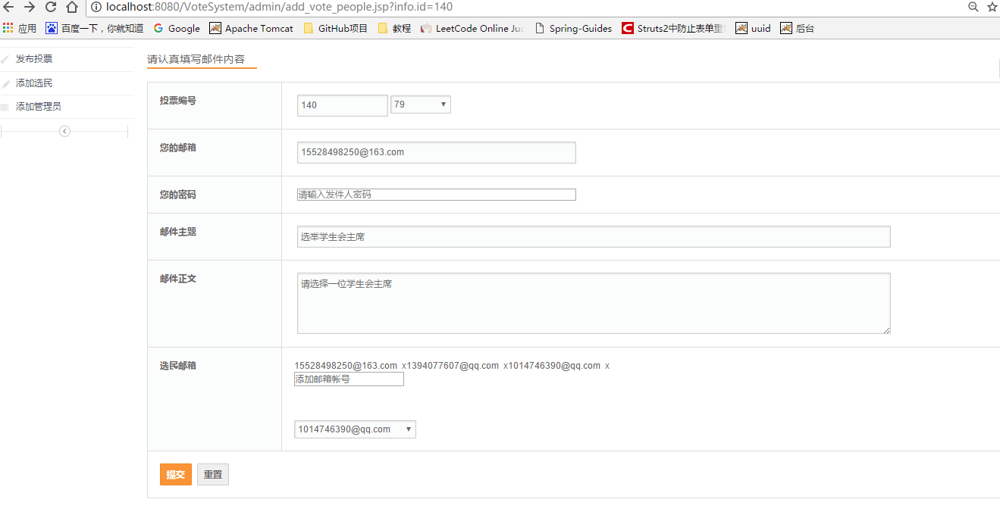 localhost:8080/VoteSystem/admin/add_vote_people.jsp?info.id=140
应用 百度一下，你就知道 Google Apache Tomcat GitHub项目 教程 LeetCode Online Spring-Guides Struts2中防止表单重 uuid 后台
发布投票
添加选民
添加管理员
请认真填写邮件内容
投票编号 140 79
您的邮箱 15528498250@163.com
您的密码 请输入发件人密码
邮件主题 选举学生会主席
邮件正文 请选择一位学生会主席
选民邮箱 15528498250@163.com x1394077607@qq.com x1014746390@qq.com x
添加邮箱帐号
1014746390@qq.com
提交 重置